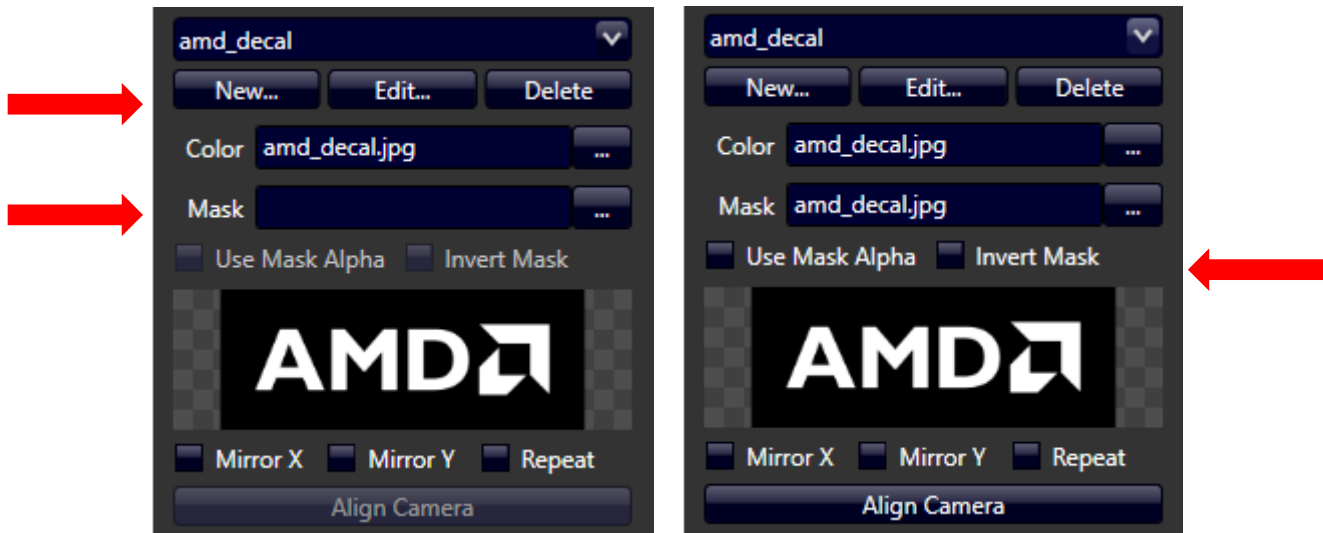 amd_decal
New... Edit... Delete
Color amd_decal.jpg ...
Mask ...
Use Mask Alpha Invert Mask
AMD
Mirror X Mirror Y Repeat
Align Camera
amd_decal
New... Edit... Delete
Color amd_decal.jpg ...
Mask amd_decal.jpg ...
Use Mask Alpha Invert Mask
AMD
Mirror X Mirror Y Repeat
Align Camera